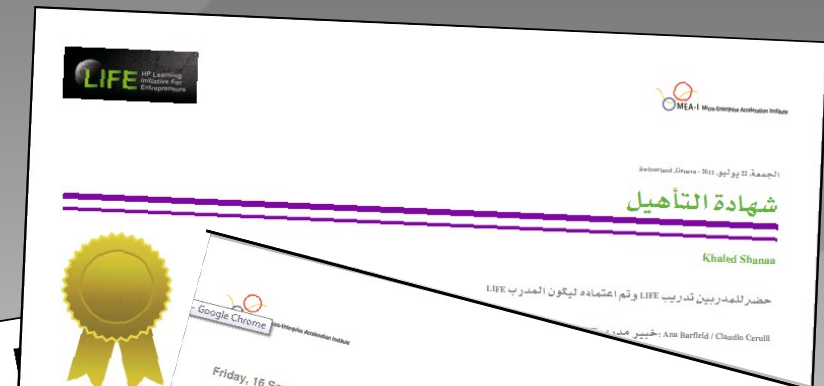 LIFE HP Learning
Initiative For
Entrepreneurs
MEA-I Micro-Enterprise Acceleration Institute
الجمعة, 22 يوليو, 2011 - Switzerland ,Geneva
شهادة التأهيل
Khaled Shanaa
حضر للمدربين تدريب LIFE وتم اعتماده ليكون المدرب LIFE
Ana Barfield / Claudio Cerulli :خبير
Google Chrome
Micro-Enterprise Acceleration Institute
Friday, 16